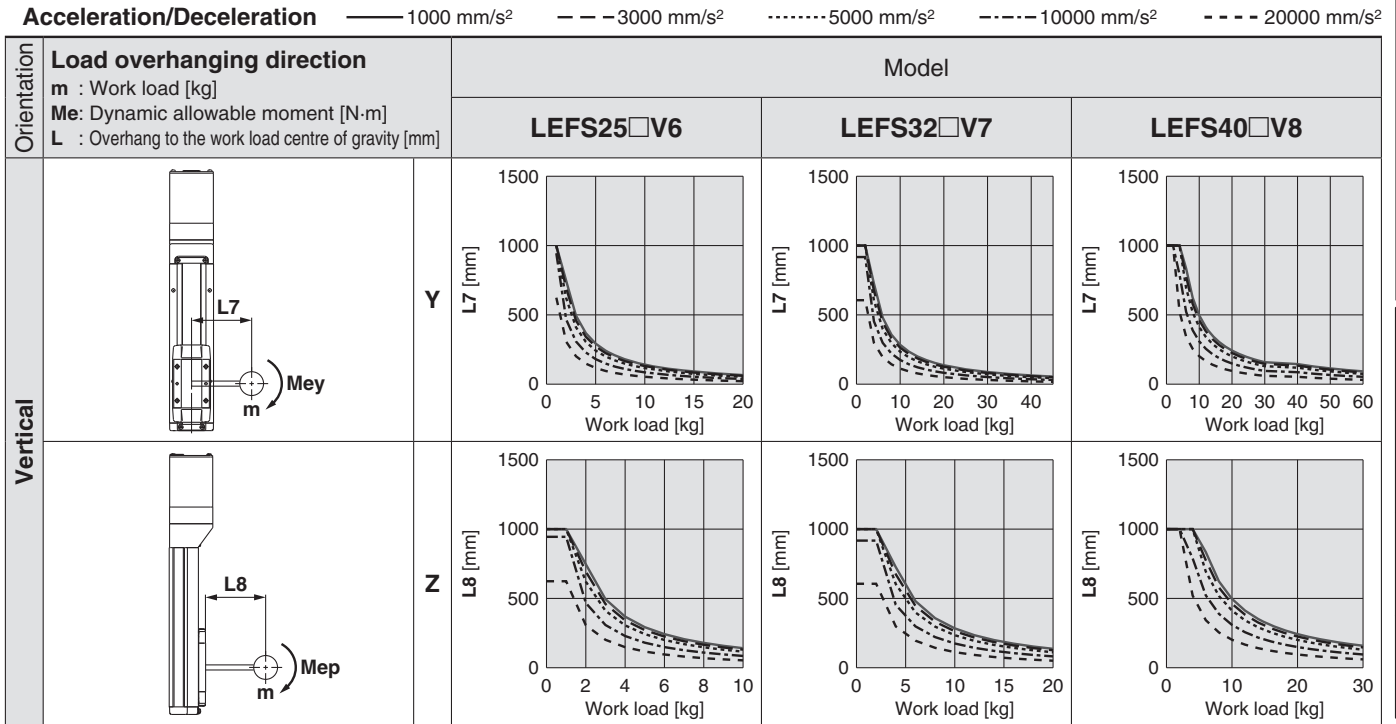 Acceleration/Deceleration 1000 mm/s² 3000 mm/s² 5000 mm/s² 10000 mm/s² 20000 mm/s²
Orientation
Load overhanging direction
m : Work load [kg]
Me: Dynamic allowable moment [N·m]
L : Overhang to the work load centre of gravity [mm]
Model
LEFS25□V6 LEFS32□V7 LEFS40□V8
Vertical
L7
Mey
m
Y
L7 [mm]
1500
1000
500
0
0 5 10 15 20
Work load [kg]
L7 [mm]
1500
1000
500
0
0 10 20 30 40
Work load [kg]
L7 [mm]
1500
1000
500
0
0 10 20 30 40 50 60
Work load [kg]
L8
Mep
m
Z
L8 [mm]
1500
1000
500
0
0 2 4 6 8 10
Work load [kg]
L8 [mm]
1500
1000
500
0
0 5 10 15 20
Work load [kg]
L8 [mm]
1500
1000
500
0
0 10 20 30
Work load [kg]